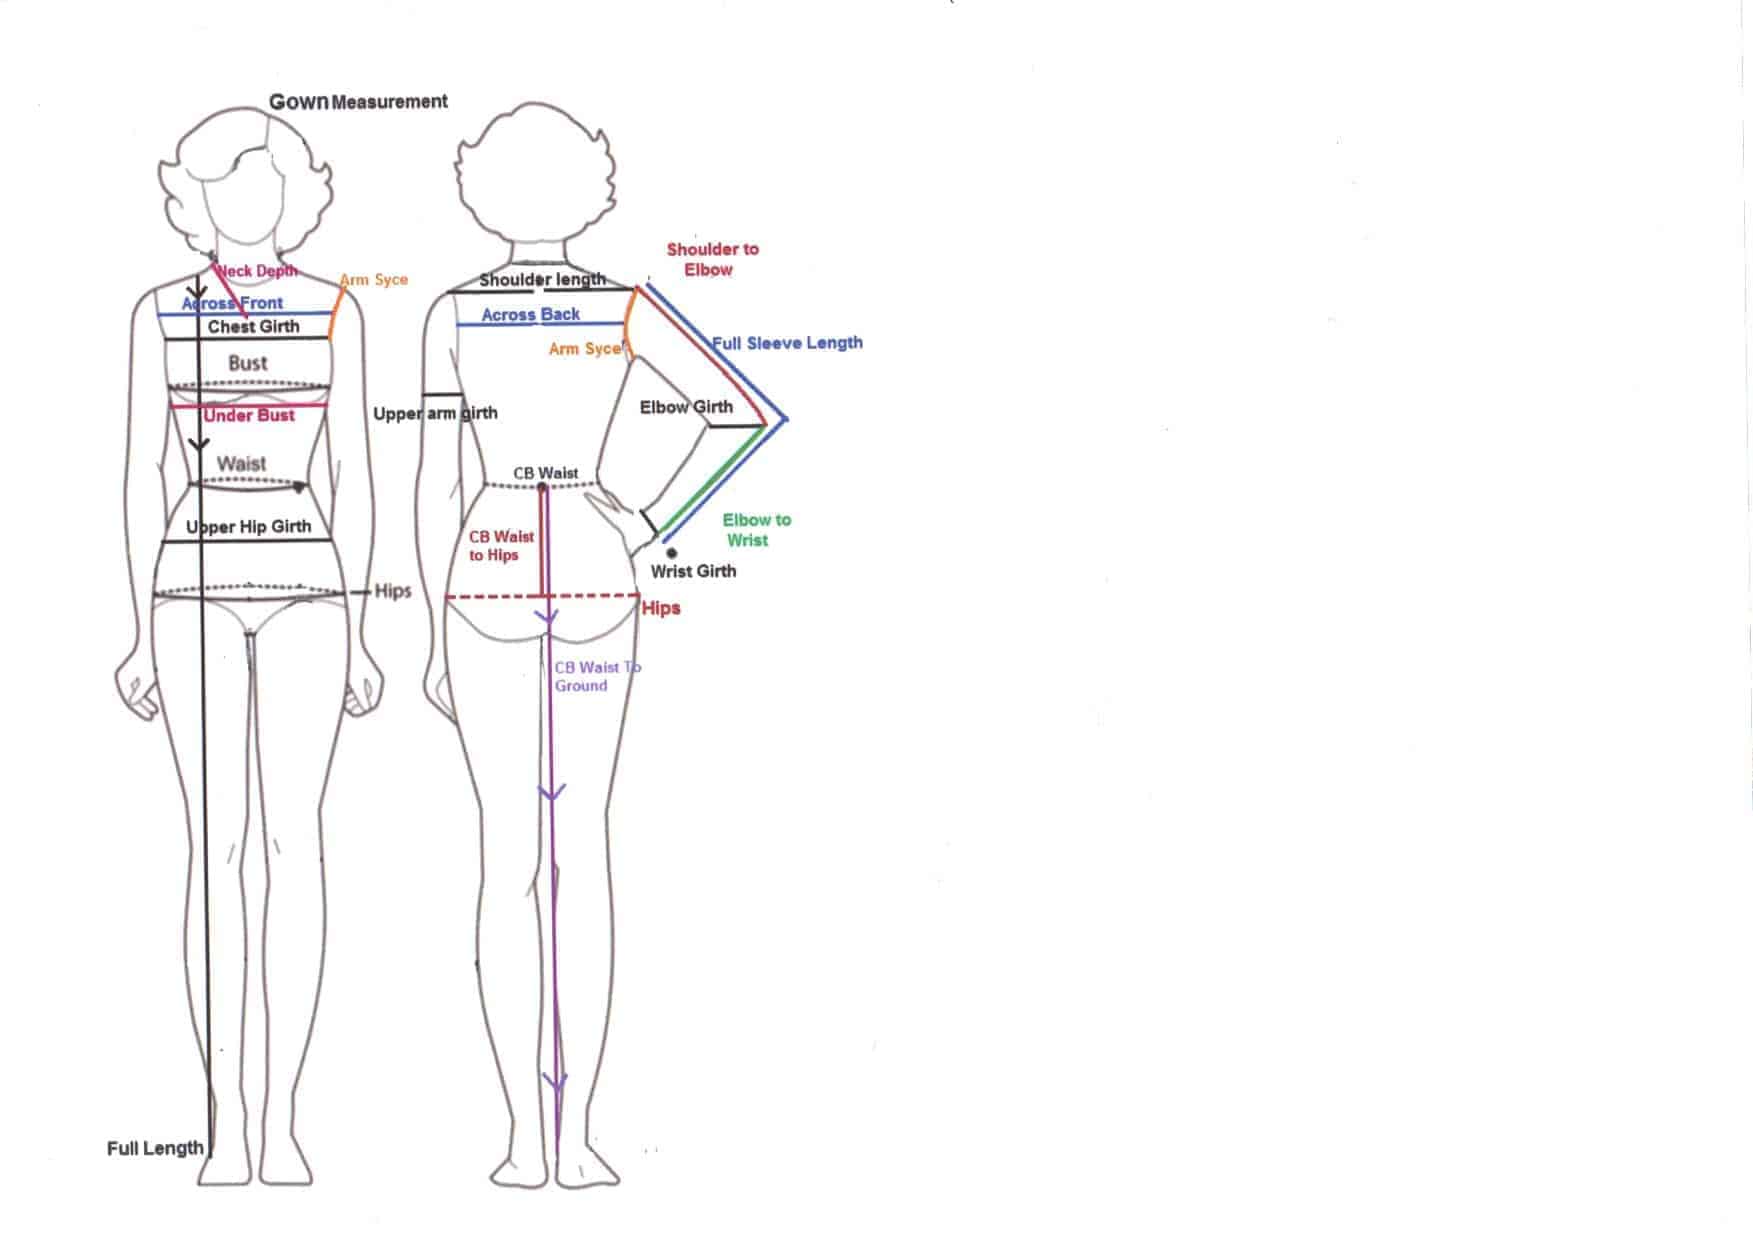 Gown Measurement
Neck Depth
Arm Syce
Across Front
Chest Girth
Bust
Under Bust
Waist
Upper Hip Girth
Hips
Full Length
Shoulder length
Across Back
Arm Syce
Upper arm girth
CB Waist
CB Waist
to Hips
Hips
CB Waist To
Ground
Shoulder to
Elbow
Full Sleeve Length
Elbow Girth
Elbow to
Wrist
Wrist Girth